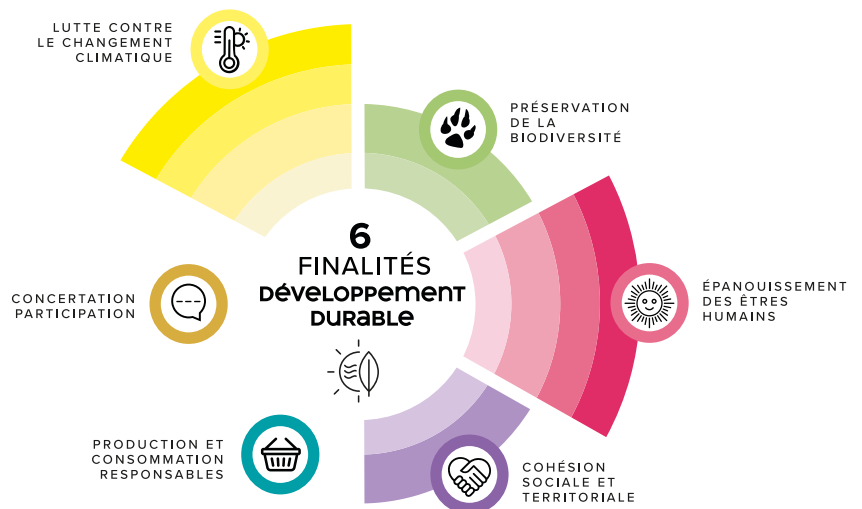 LUTTE CONTRE
LE CHANGEMENT
CLIMATIQUE
PRÉSERVATION
DE LA
BIODIVERSITÉ
6
FINALITÉS
DÉVELOPPEMENT
DURABLE
ÉPANOUISSEMENT
DES ÊTRES
HUMAINS
CONCERTATION
PARTICIPATION
PRODUCTION ET
CONSOMMATION
RESPONSABLES
COHÉSION
SOCIALE ET
TERRITORIALE